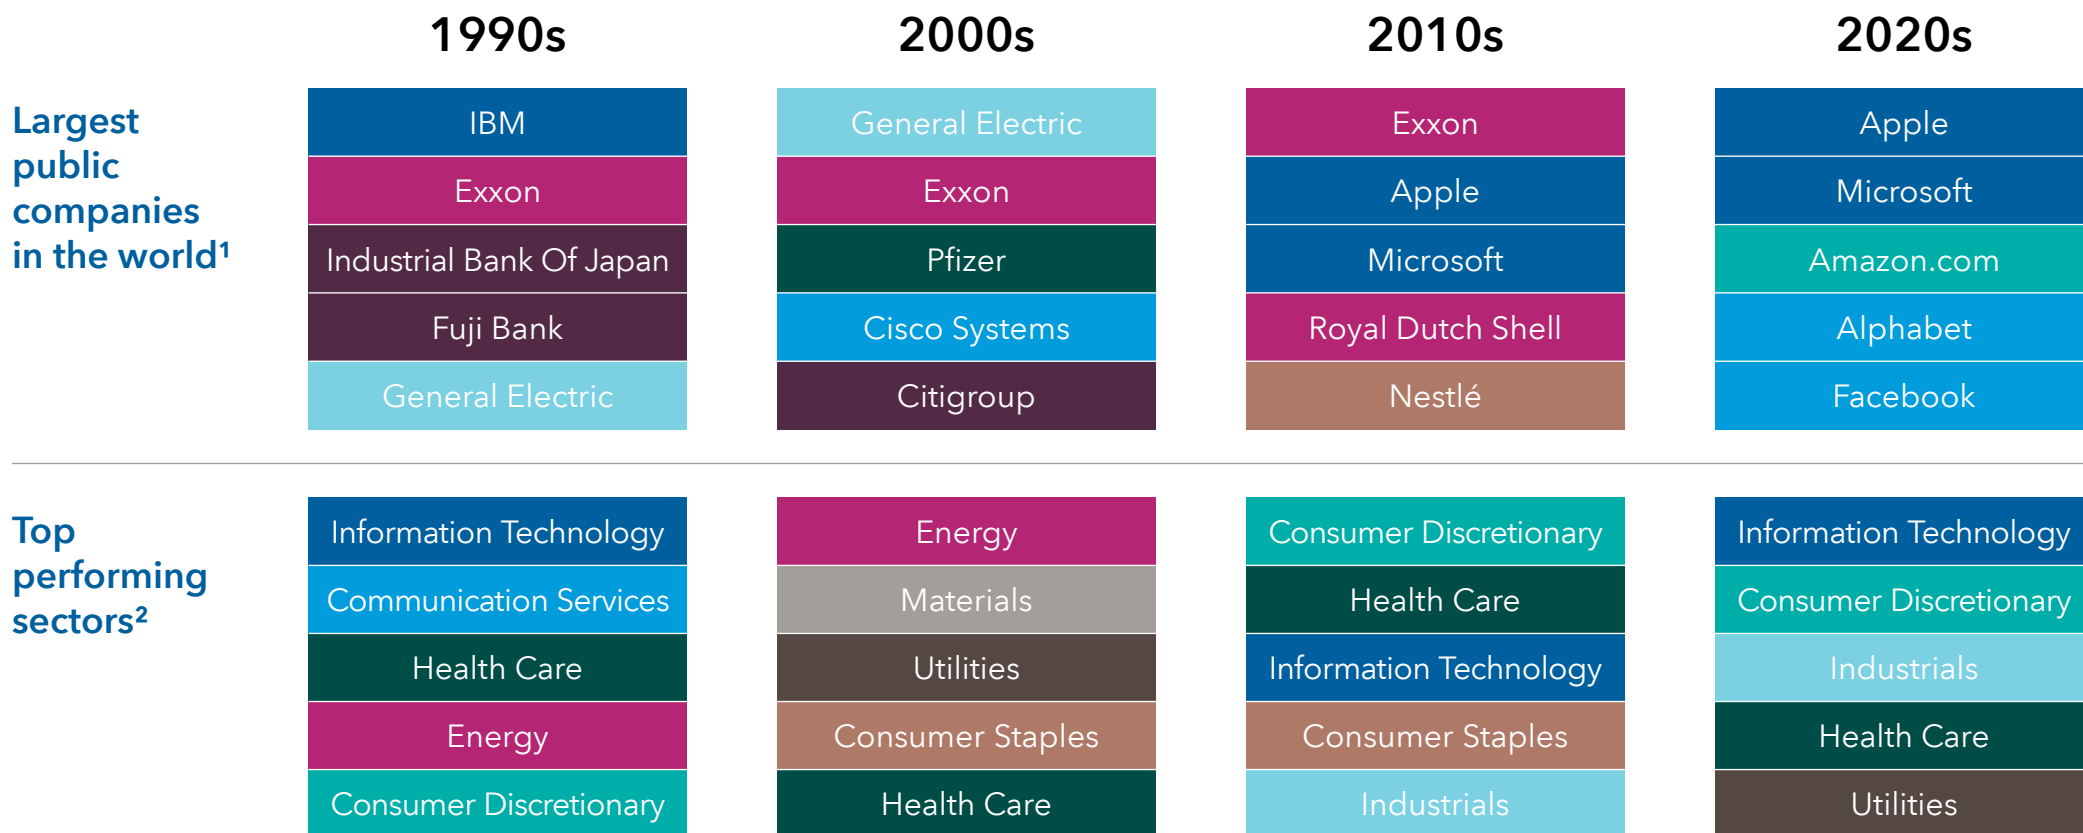 1990s
2000s
2010s
2020s
Largest
public
companies
in the world¹
IBM
Exxon
Industrial Bank Of Japan
Fuji Bank
General Electric
General Electric
Exxon
Pfizer
Cisco Systems
Citigroup
Exxon
Apple
Microsoft
Royal Dutch Shell
Nestlé
Apple
Microsoft
Amazon.com
Alphabet
Facebook
Top
performing
sectors²
Information Technology
Communication Services
Health Care
Energy
Consumer Discretionary
Energy
Materials
Utilities
Consumer Staples
Health Care
Consumer Discretionary
Health Care
Information Technology
Consumer Staples
Industrials
Information Technology
Consumer Discretionary
Industrials
Health Care
Utilities